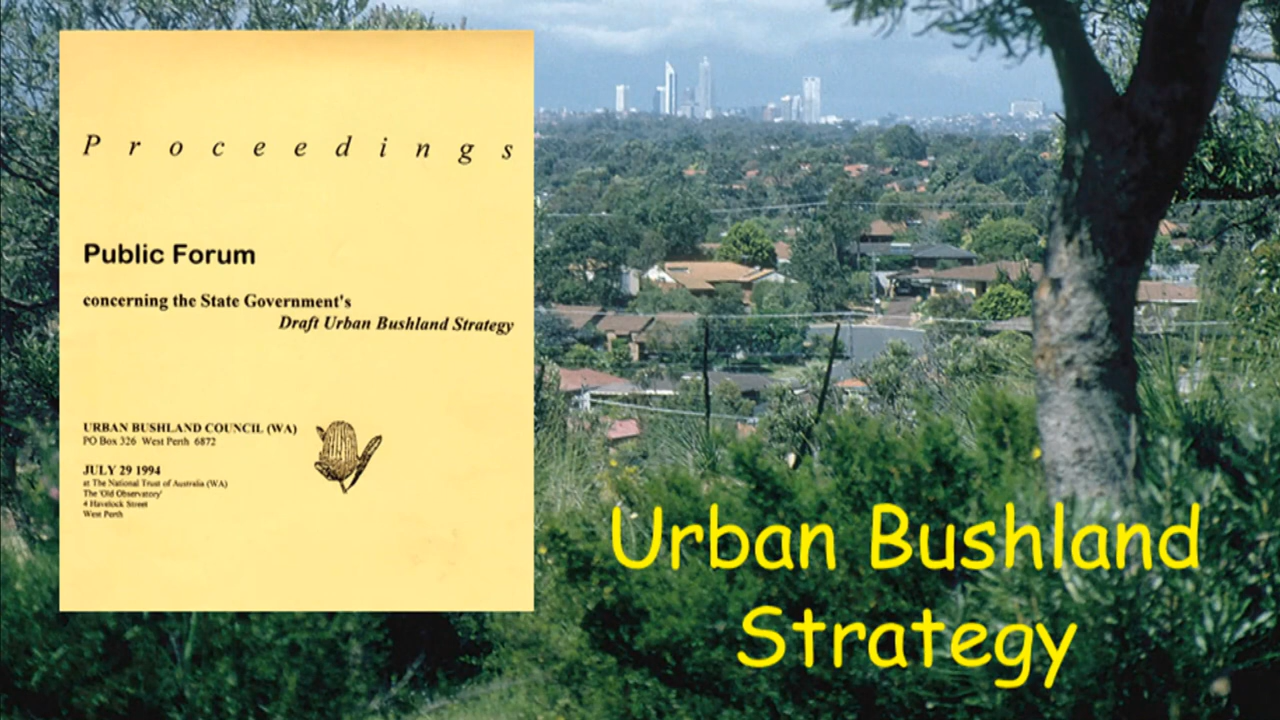 Proceedings
Public Forum
concerning the State Government's
Draft Urban Bushland Strategy
URBAN BUSHLAND COUNCIL (WA)
PO Box 326 West Perth 6872
JULY 29 1994
at The National Trust of Australia (WA)
The 'Old Observatory'
4 Havelock Street
West Perth
Urban Bushland
Strategy